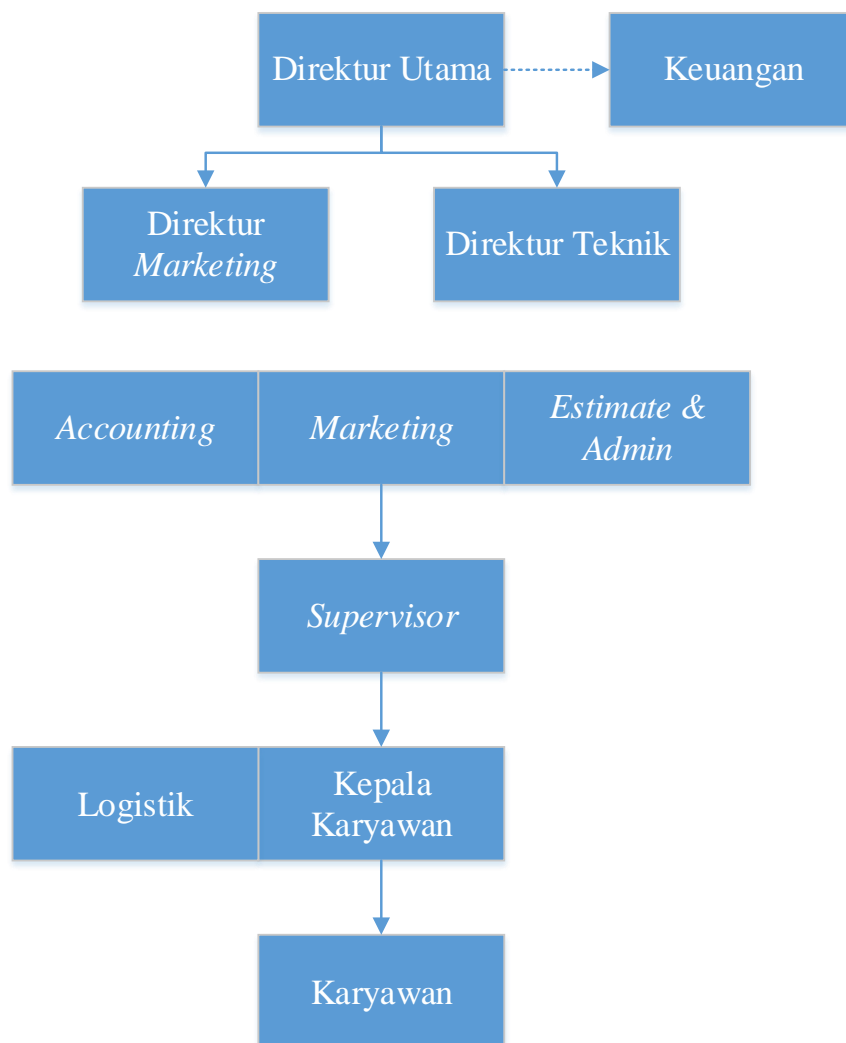 Direktur Utama
Keuangan
Direktur
Marketing
Direktur Teknik
Accounting
Marketing
Estimate &
Admin
Supervisor
Logistik
Kepala
Karyawan
Karyawan